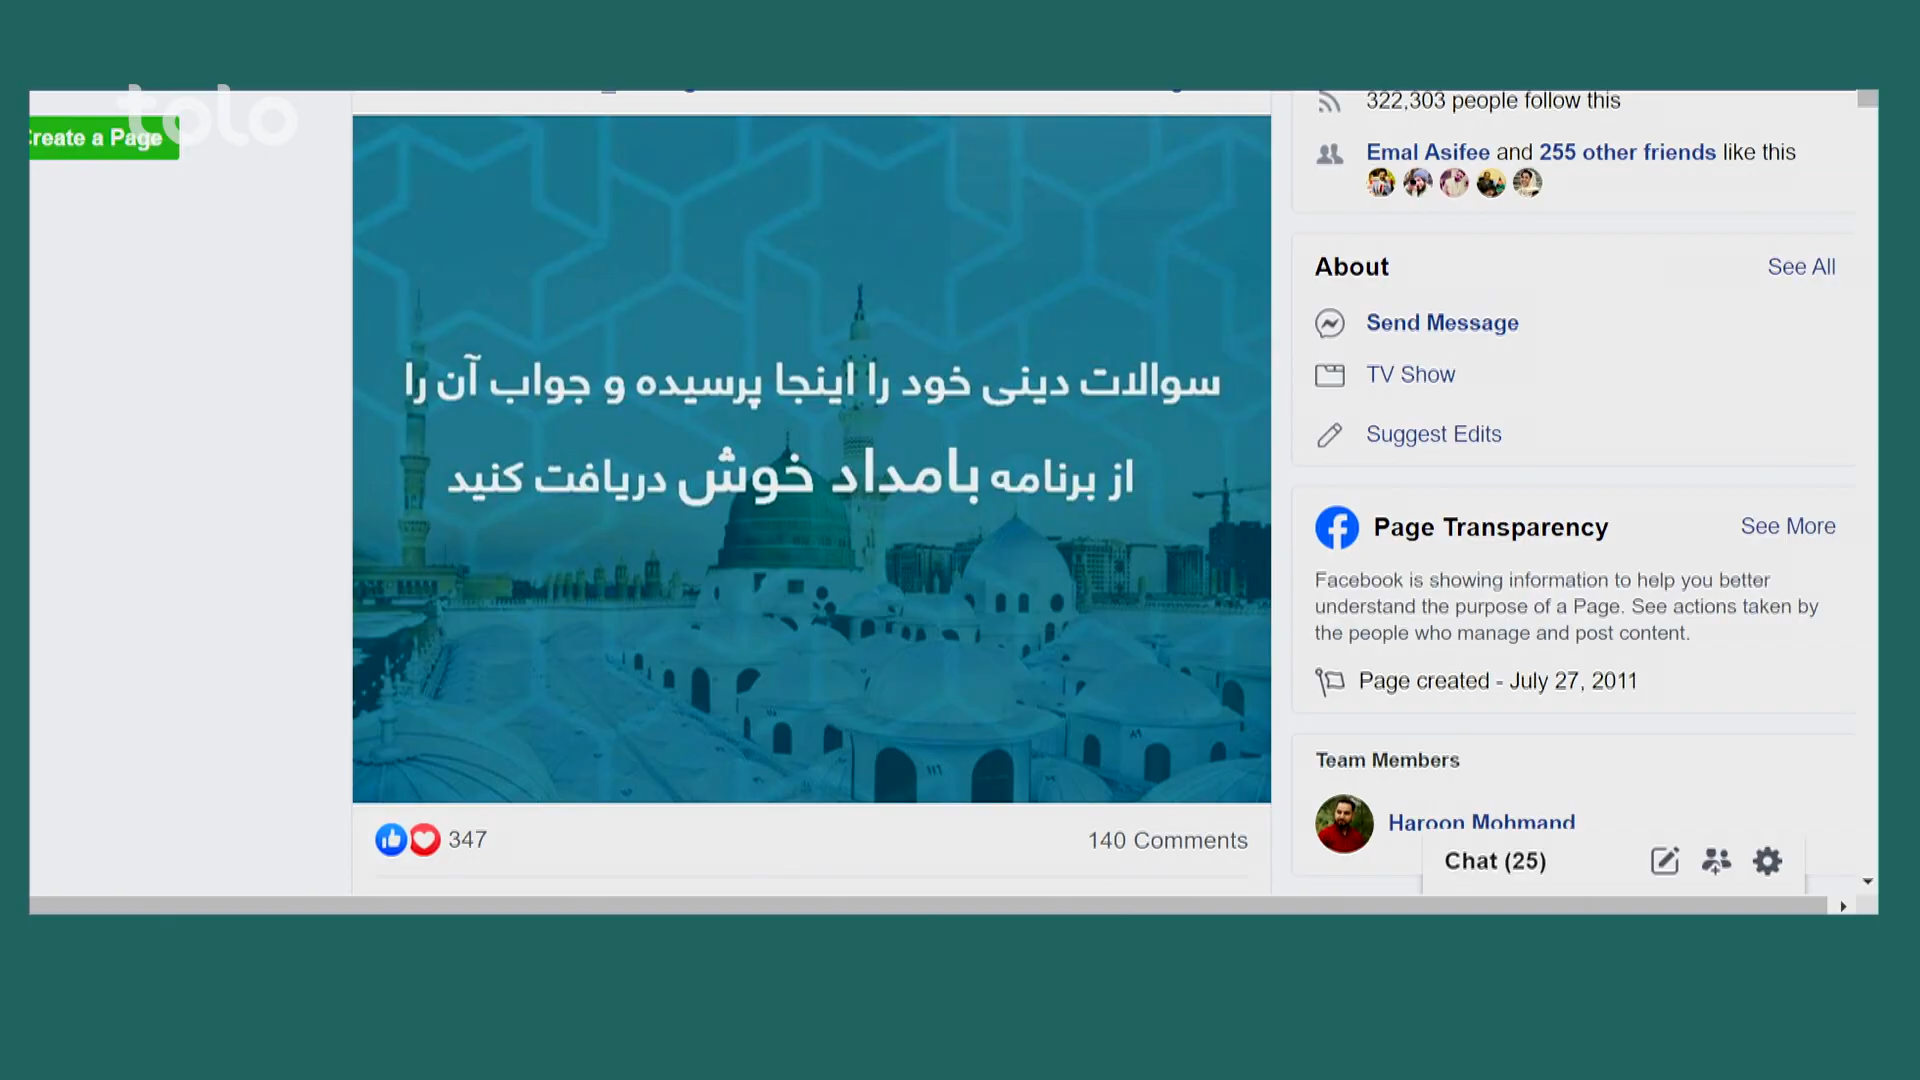 tolo
Create a Page
سوالات دینی خود را اینجا پرسیده و جواب آن را
از برنامه بامداد خوش دریافت کنید
347
140 Comments
322,303 people follow this
Emal Asifee and 255 other friends like this
About
See All
Send Message
TV Show
Suggest Edits
Page Transparency
See More
Facebook is showing information to help you better
understand the purpose of a Page. See actions taken by
the people who manage and post content.
Page created - July 27, 2011
Team Members
Haroon Mohmand
Chat (25)